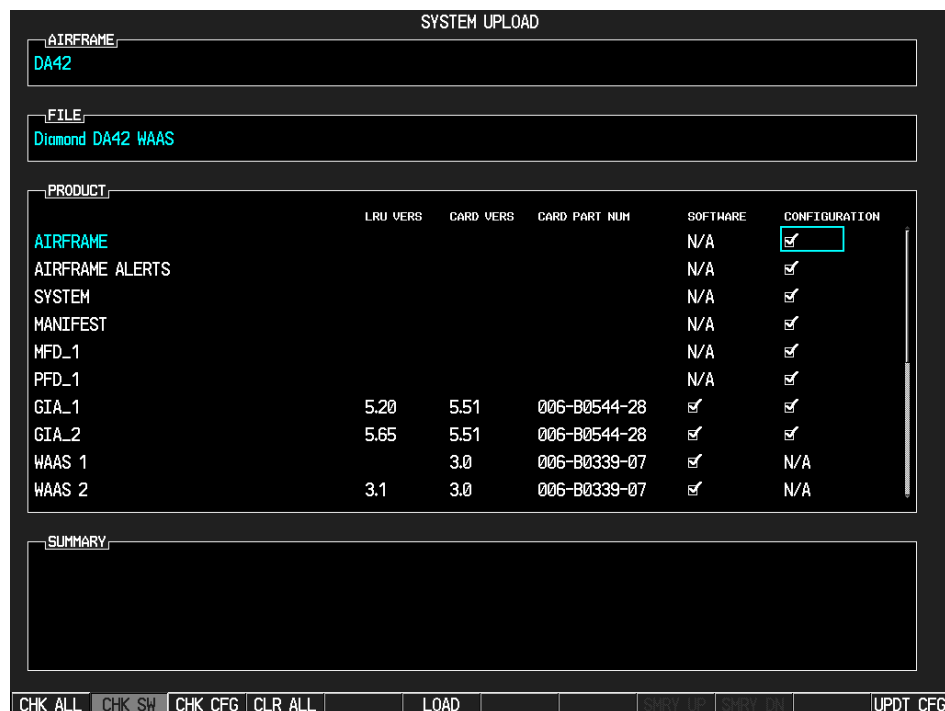 SYSTEM UPLOAD
AIRFRAME
DA42
FILE
Diamond DA42 WAAS
PRODUCT
LRU VERS CARD VERS CARD PART NUM SOFTWARE CONFIGURATION
AIRFRAME N/A
AIRFRAME ALERTS N/A
SYSTEM N/A
MANIFEST N/A
MFD_1 N/A
PFD_1 N/A
GIA_1 5.20 5.51 006-B0544-28
GIA_2 5.65 5.51 006-B0544-28
WAAS 1 3.0 006-B0339-07 N/A
WAAS 2 3.1 3.0 006-B0339-07 N/A
SUMMARY
CHK ALL CHK SW CHK CFG CLR ALL LOAD SMRY UP SMRY DN UPDT CFG